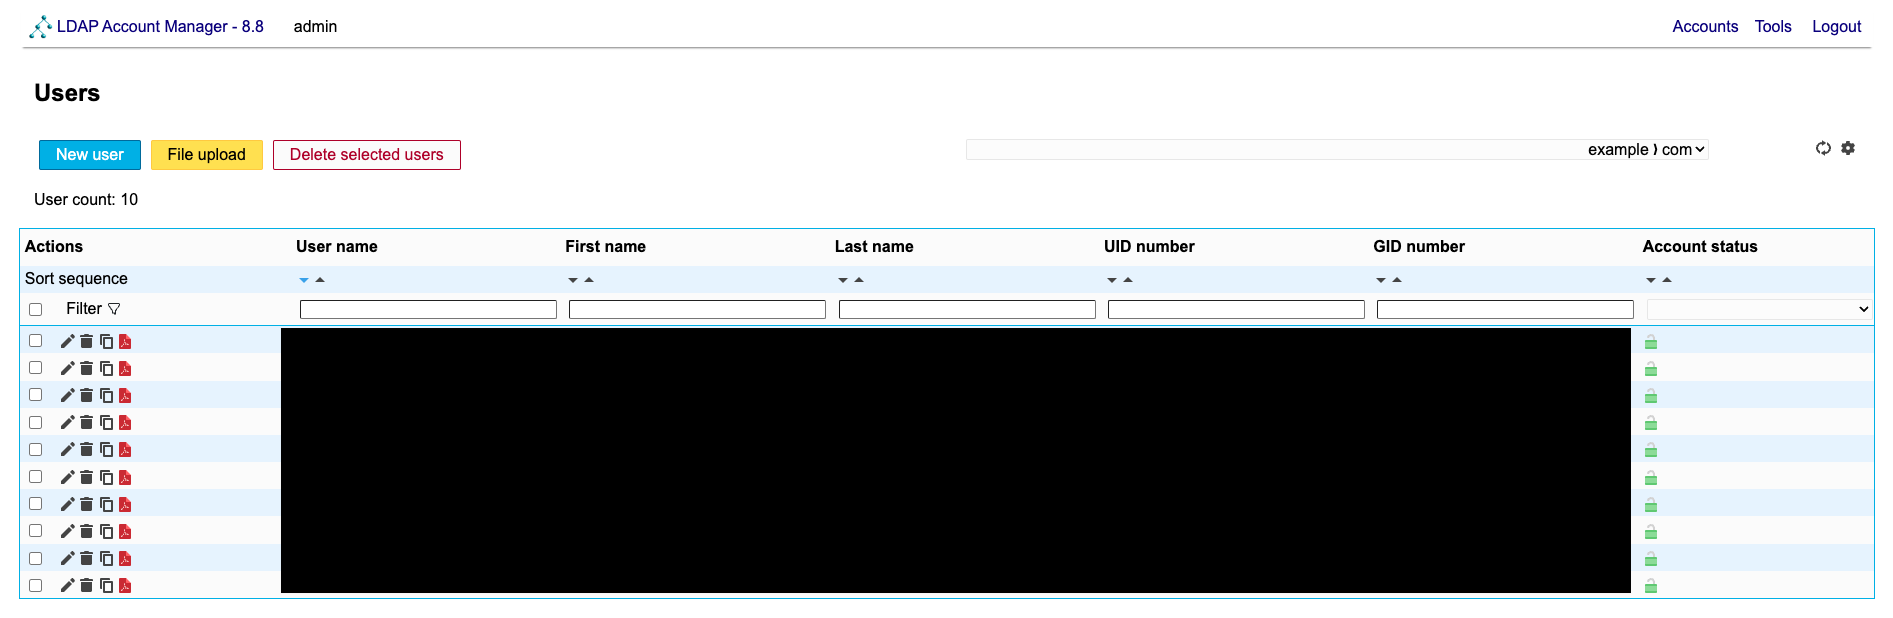 LDAP Account Manager - 8.8 admin Accounts Tools Logout
Users
New user File upload Delete selected users example com
User count: 10
Actions User name First name Last name UID number GID number Account status
Sort sequence
Filter